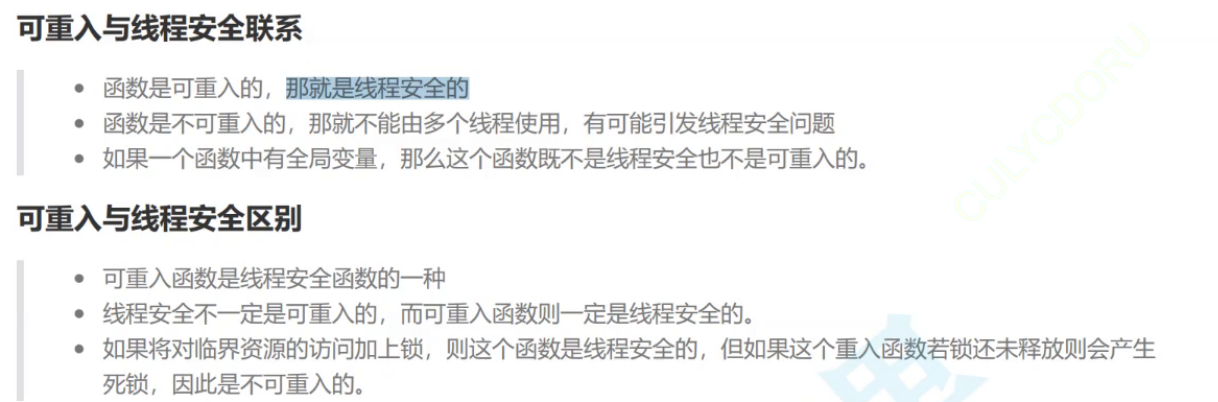 可重入与线程安全联系
函数是可重入的，那就是线程安全的
函数是不可重入的，那就不能由多个线程使用，有可能引发线程安全问题
如果一个函数中有全局变量，那么这个函数既不是线程安全也不是可重入的。
可重入与线程安全区别
可重入函数是线程安全函数的一种
线程安全不一定是可重入的，而可重入函数则一定是线程安全的。
如果将对临界资源的访问加上锁，则这个函数是线程安全的，但如果这个重入函数若锁还未释放则会产生
死锁，因此是不可重入的。
CULYCDORU